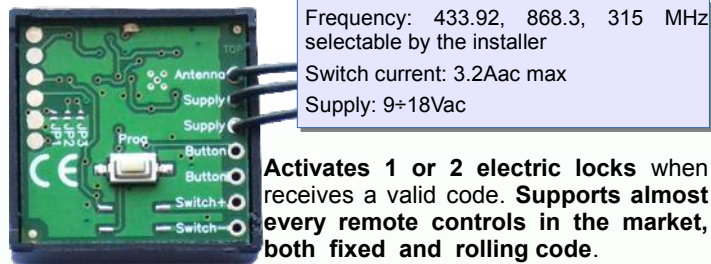 Frequency: 433.92, 868.3, 315 MHz
selectable by the installer
Switch current: 3.2Aac max
Supply: 9÷18Vac
TOP
Antenna
Supply
Supply
Prog
Button
Button
Switch+
Switch-
JP1
JP2
JP3
CE
Activates 1 or 2 electric locks when
receives a valid code. Supports almost
every remote controls in the market,
both fixed and rolling code.